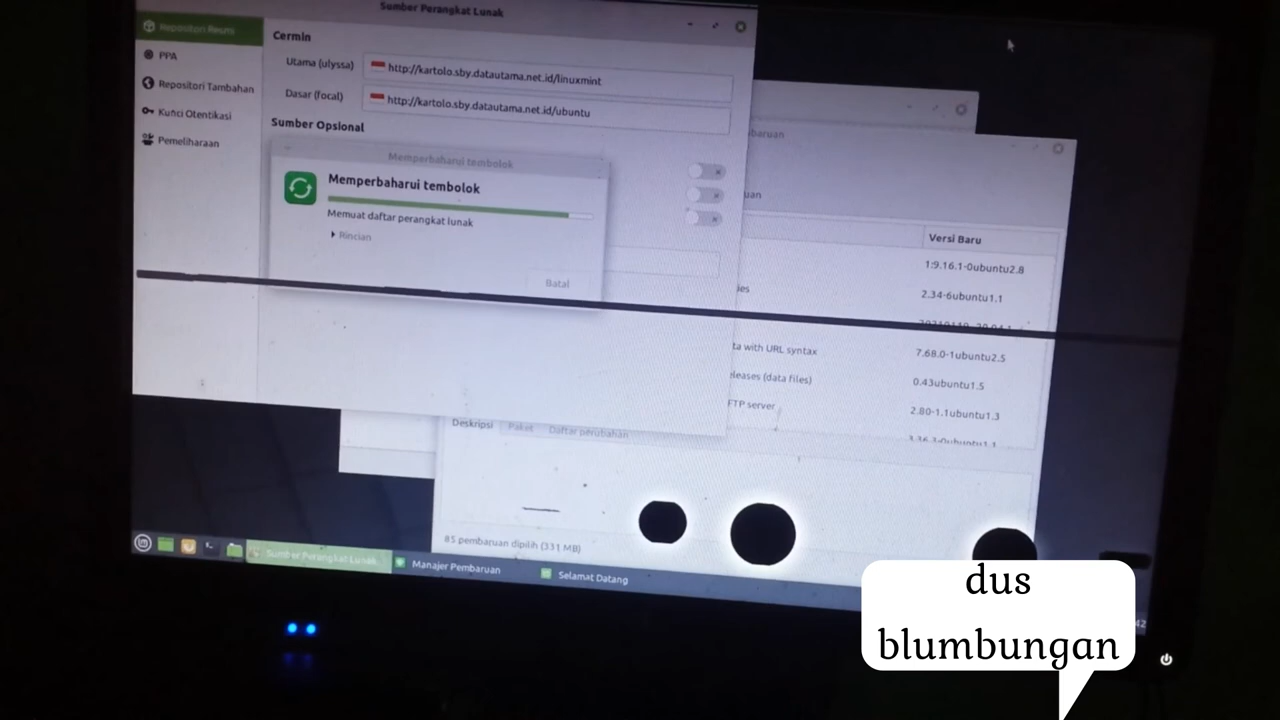 Sumber Perangkat Lunak
Repositori Resmi
PPA
Repositori Tambahan
Kunci Otentikasi
Pemeliharaan
Cermin
Utama (ulyssa)
http://kartolo.sby.datautama.net.id/linuxmint
Dasar (focal)
http://kartolo.sby.datautama.net.id/ubuntu
Sumber Opsional
Memperbaharui tembolok
Memperbaharui tembolok
Memuat daftar perangkat lunak
Rincian
Batal
baruan
uan
Versi Baru
1:9.16.1-0ubuntu2.8
ies
2.34-6ubuntu1.1
ta with URL syntax
7.68.0-1ubuntu2.5
eleases (data files)
0.43ubuntu1.5
FTP server
2.80-1.1ubuntu1.3
Deskripsi
Paket
Daftar perubahan
85 pembaruan dipilih (331 MB)
Sumber Perangkat Lunak
Manajer Pembaruan
Selamat Datang
42
dus
blumbungan